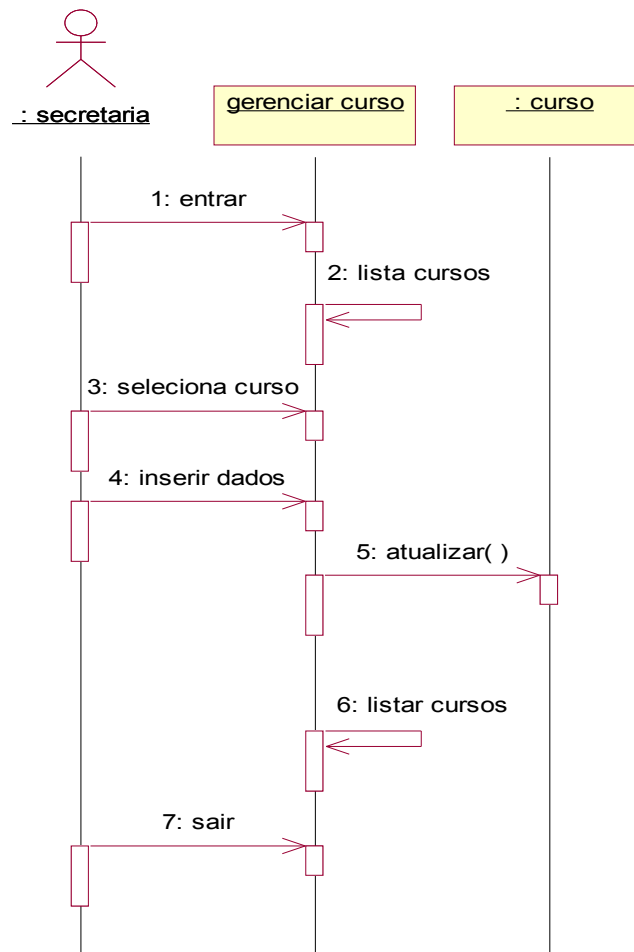 : secretaria
gerenciar curso
: curso
1: entrar
2: lista cursos
3: seleciona curso
4: inserir dados
5: atualizar( )
6: listar cursos
7: sair